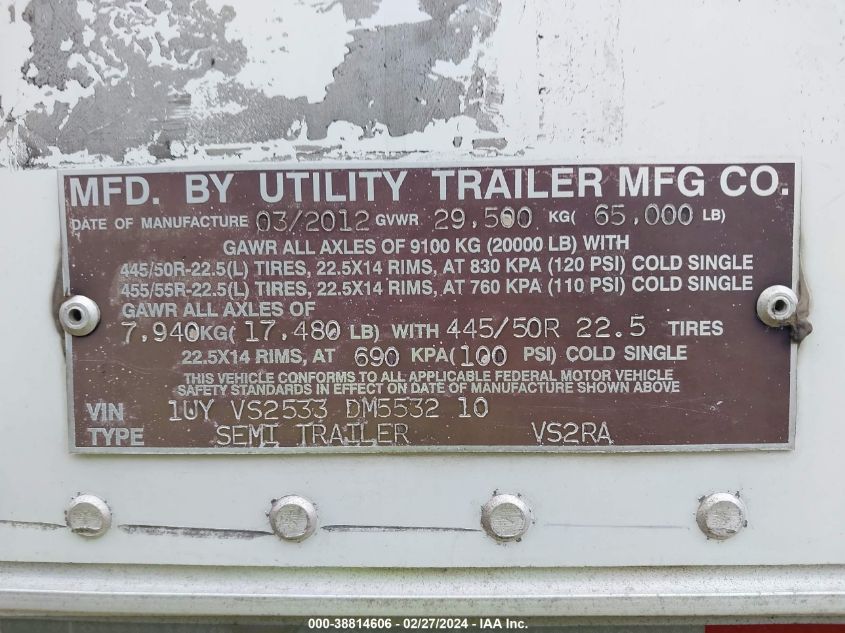 MFD. BY UTILITY TRAILER MFG CO.
DATE OF MANUFACTURE 03/2012 GVWR 29,500 KG( 65,000 LB)
GAWR ALL AXLES OF 9100 KG (20000 LB) WITH
445/50R-22.5(L) TIRES, 22.5X14 RIMS, AT 830 KPA (120 PSI) COLD SINGLE
455/55R-22.5(L) TIRES, 22.5X14 RIMS, AT 760 KPA (110 PSI) COLD SINGLE
GAWR ALL AXLES OF
7,940KG( 17,480 LB) WITH 445/50R 22.5 TIRES
22.5X14 RIMS, AT 690 KPA(100 PSI) COLD SINGLE
THIS VEHICLE CONFORMS TO ALL APPLICABLE FEDERAL MOTOR VEHICLE
SAFETY STANDARDS IN EFFECT ON DATE OF MANUFACTURE SHOWN ABOVE
VIN 1UY VS2533 DM5532 10
TYPE SEMI TRAILER VS2RA
000-38814606 - 02/27/2024 - IAA Inc.